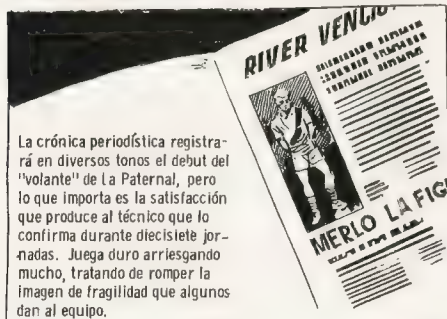 La crónica periodística registra-
rá en diversos tonos el debut del
"volante" de La Paternal, pero
lo que importa es la satisfacción
que produce al técnico que lo
confirma durante diecisiete jor-
nadas. Juega duro arriesgando
mucho, tratando de romper la
imagen de fragilidad que algunos
dan al equipo.
RIVER
MERLO LA FIG